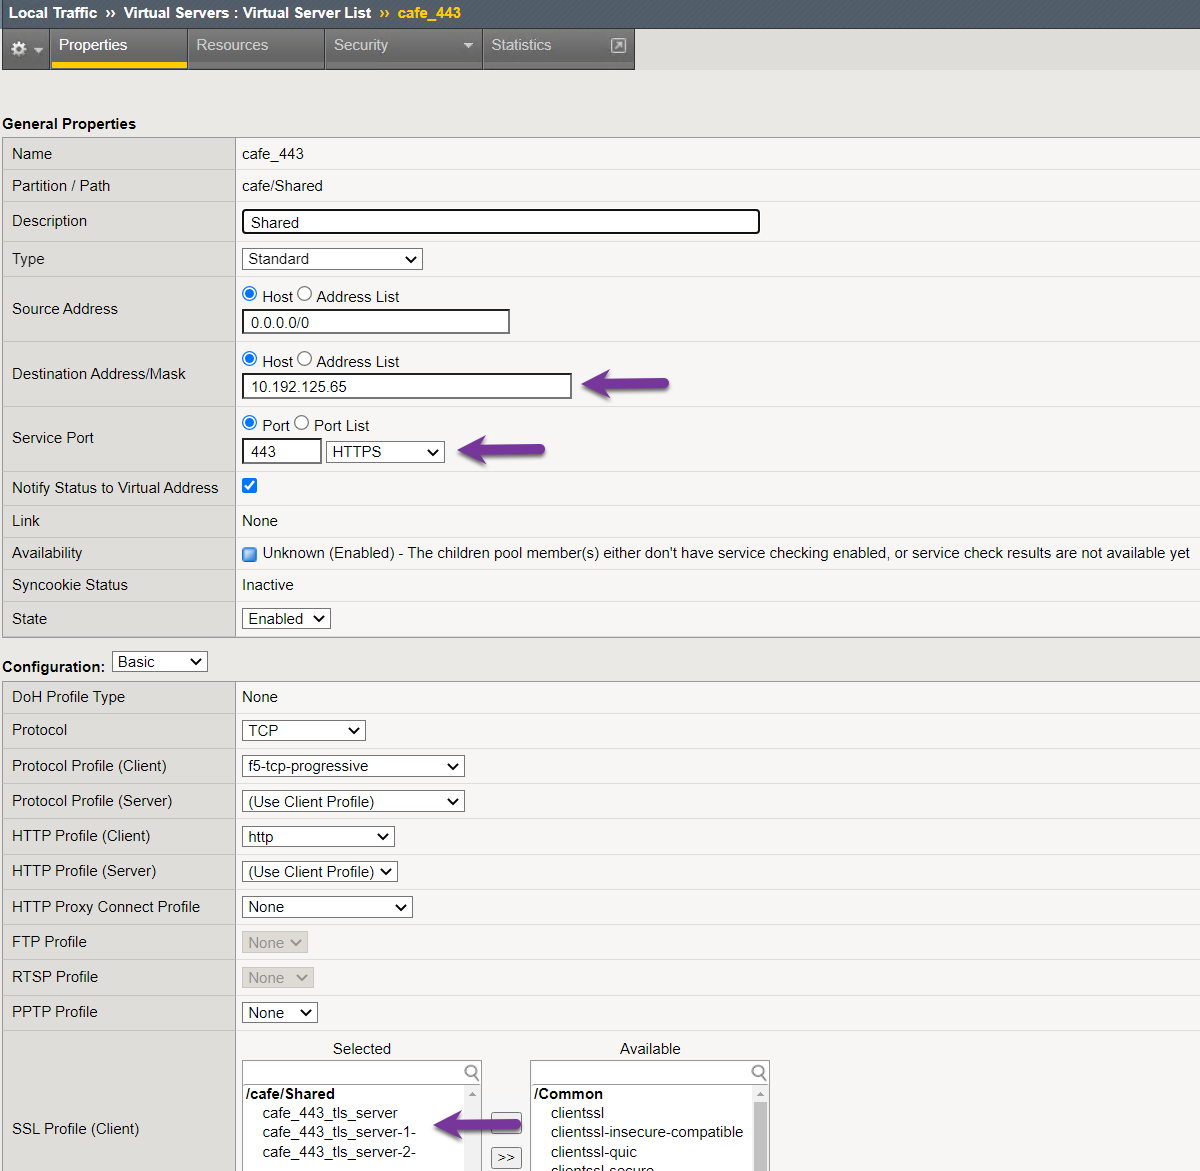 Local Traffic ›› Virtual Servers : Virtual Server List ›› cafe_443
Properties
Resources
Security
Statistics
General Properties
Name
cafe_443
Partition / Path
cafe/Shared
Description
Shared
Type
Standard
Source Address
Host Address List
0.0.0.0/0
Destination Address/Mask
Host Address List
10.192.125.65
Service Port
Port Port List
443 HTTPS
Notify Status to Virtual Address
Link
None
Availability
Unknown (Enabled) - The children pool member(s) either don't have service checking enabled, or service check results are not available yet
Syncookie Status
Inactive
State
Enabled
Configuration: Basic
DoH Profile Type
None
Protocol
TCP
Protocol Profile (Client)
f5-tcp-progressive
Protocol Profile (Server)
(Use Client Profile)
HTTP Profile (Client)
http
HTTP Profile (Server)
(Use Client Profile)
HTTP Proxy Connect Profile
None
FTP Profile
None
RTSP Profile
None
PPTP Profile
None
SSL Profile (Client)
Selected
/cafe/Shared
cafe_443_tls_server
cafe_443_tls_server-1-
cafe_443_tls_server-2-
>>
Available
/Common
clientssl
clientssl-insecure-compatible
clientssl-quic
clientssl-secure